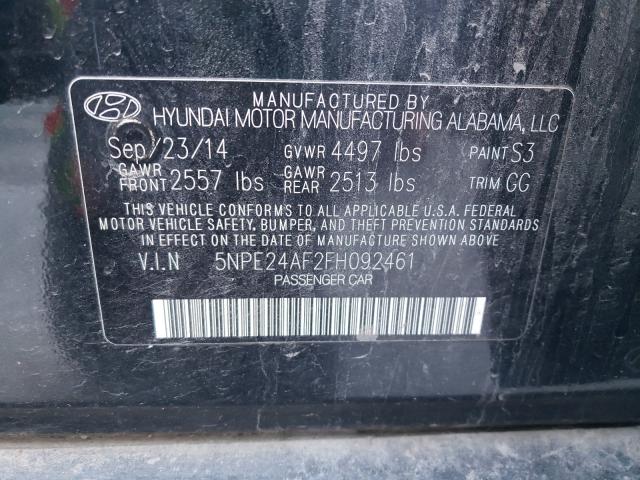 MANUFACTURED BY
HYUNDAI MOTOR MANUFACTURING ALABAMA, LLC
Sep/23/14 GVWR 4497 lbs PAINT S3
GAWR FRONT 2557 lbs GAWR REAR 2513 lbs TRIM GG
THIS VEHICLE CONFORMS TO ALL APPLICABLE U.S.A. FEDERAL
MOTOR VEHICLE SAFETY, BUMPER, AND THEFT PREVENTION STANDARDS
IN EFFECT ON THE DATE OF MANUFACTURE SHOWN ABOVE.
V.I.N 5NPE24AF2FH092461
PASSENGER CAR